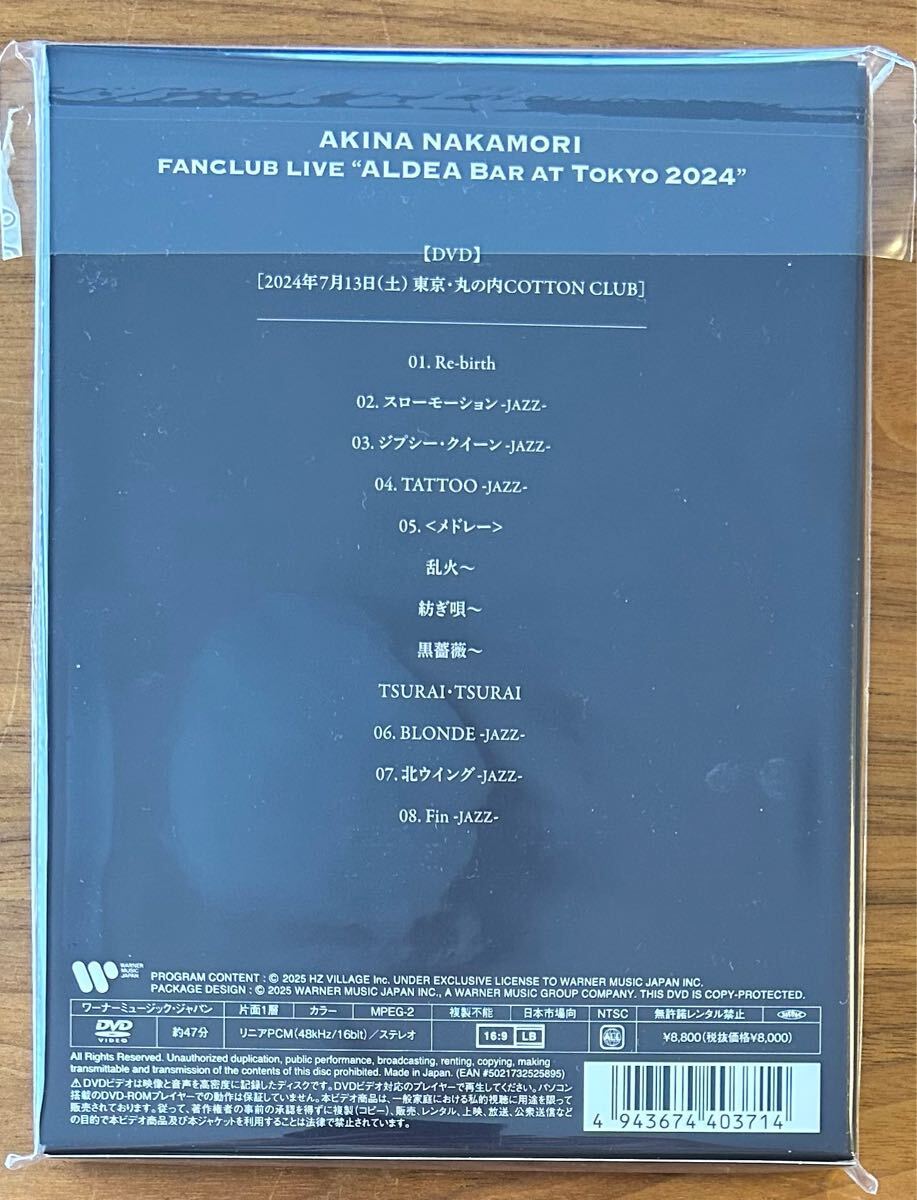 AKINA NAKAMORI
FANCLUB LIVE “ALDEA BAR AT TOKYO 2024”
【DVD】
[2024年7月13日(土) 東京・丸の内COTTON CLUB]
01. Re-birth
02. スローモーション -JAZZ-
03. ジプシー・クイーン -JAZZ-
04. TATTOO -JAZZ-
05. <メドレー>
乱火〜
紡ぎ唄〜
黒薔薇〜
TSURAI・TSURAI
06. BLONDE -JAZZ-
07. 北ウイング -JAZZ-
08. Fin -JAZZ-
WARNER MUSIC JAPAN
PROGRAM CONTENT : © 2025 HZ VILLAGE Inc. UNDER EXCLUSIVE LICENSE TO WARNER MUSIC JAPAN INC.
PACKAGE DESIGN : © 2025 WARNER MUSIC JAPAN INC., A WARNER MUSIC GROUP COMPANY. THIS DVD IS COPY-PROTECTED.
ワーナーミュージック・ジャパン 片面1層 カラー MPEG-2 複製不能 日本市場向 NTSC 無許諾レンタル禁止
DVD VIDEO 約47分 リニアPCM(48kHz/16bit)/ステレオ 16:9 LB ALL ¥8,800(税抜価格¥8,000)
All Rights Reserved. Unauthorized duplication, public performance, broadcasting, renting, copying, making
transmittable and transmission of the contents of this disc prohibited. Made in Japan. (EAN #5021732525895)
⚠DVDビデオは映像と音声を高密度に記録したディスクです。DVDビデオ対応のプレイヤーで再生してください。パソコン
搭載のDVD-ROMプレイヤーでの動作は保証していません。本ビデオ商品は、一般家庭における私的視聴に用途を限って
販売されております。従って、著作権者の事前の承認を得ずに複製(コピー)、販売、レンタル、上映、放送、公衆送信など
の目的で本ビデオ商品及び本ジャケットを利用することは法律で禁止されています。
4 943674 403714